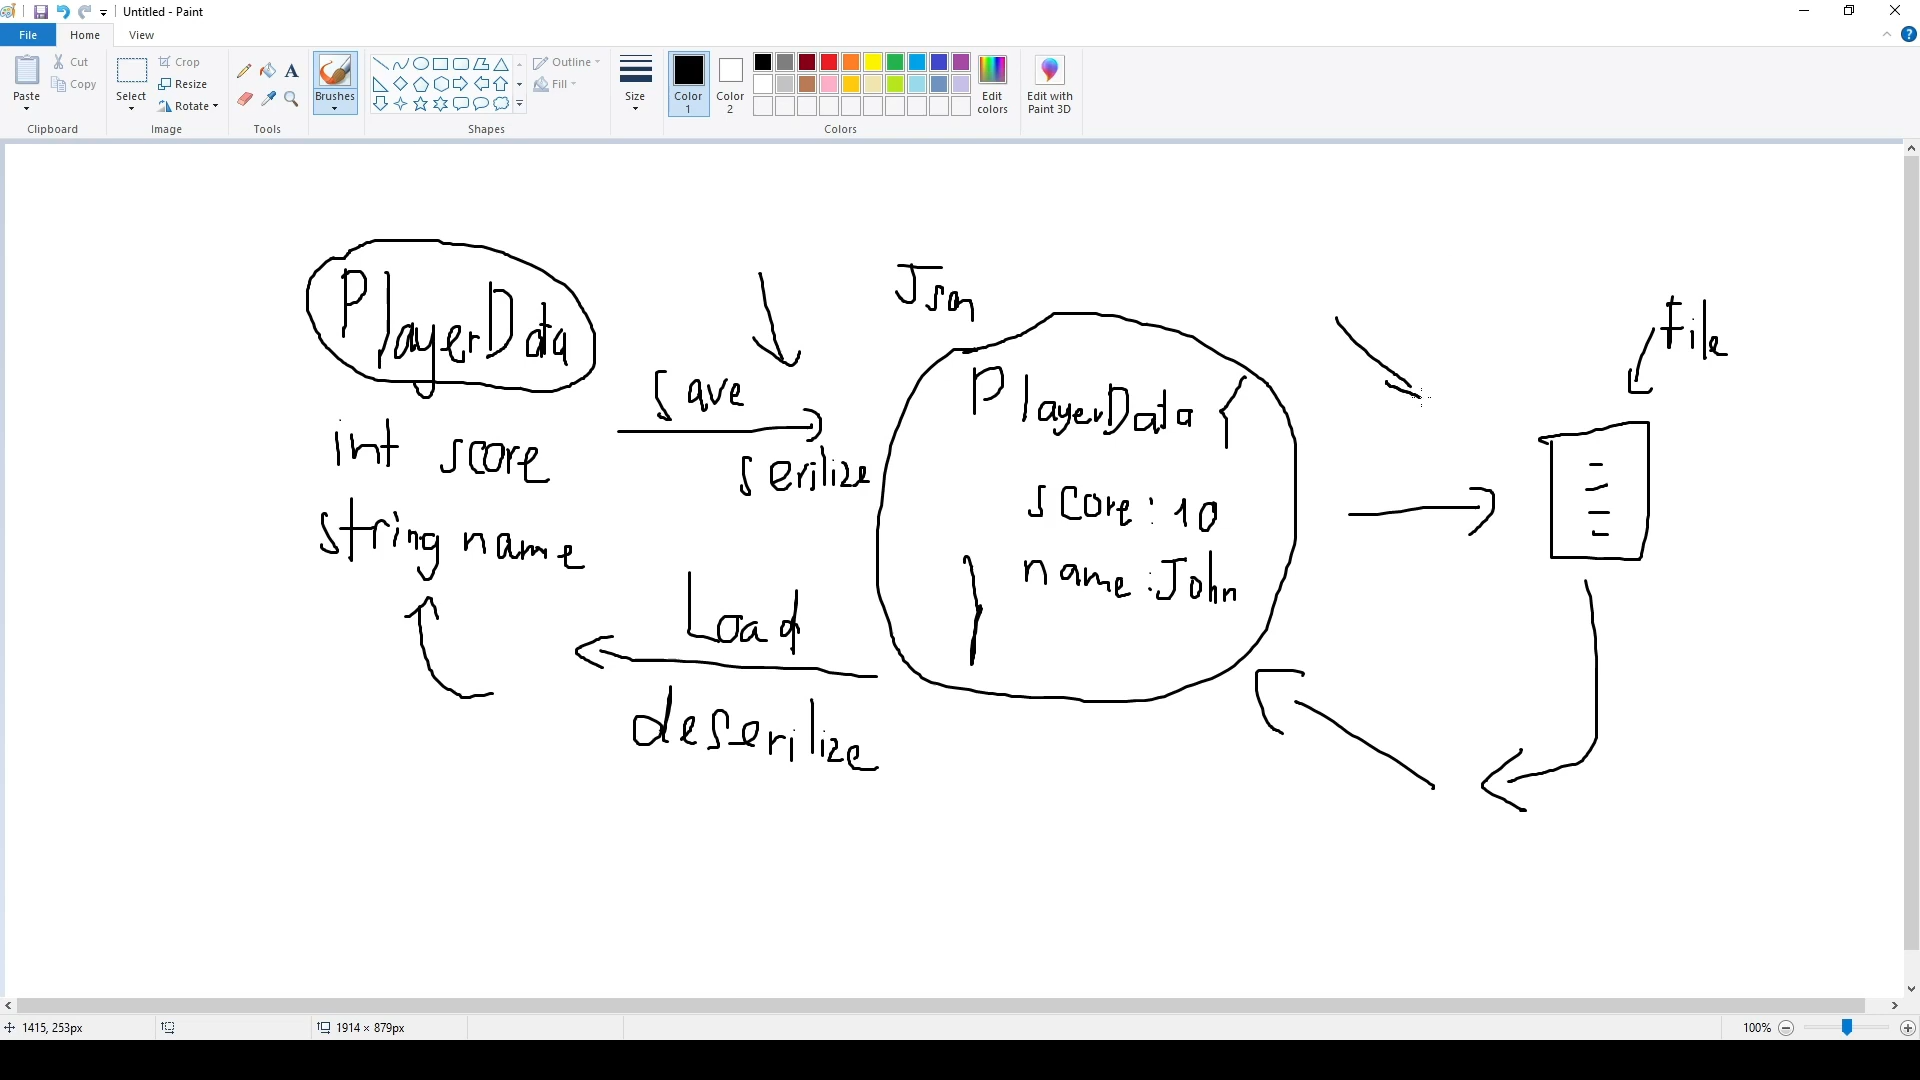 Untitled - Paint
File Home View
Paste
Cut
Copy
Clipboard
Select
Crop
Resize
Rotate
Image
A
Tools
Brushes
Outline
Fill
Shapes
Size
Color 1
Color 2
Edit colors
Colors
Edit with Paint 3D
PlayerData
int score
string name
save
serilize
Load
deserilize
Json
PlayerData {
score: 10
name: John
}
file
1415, 253px
1914 × 879px
100%